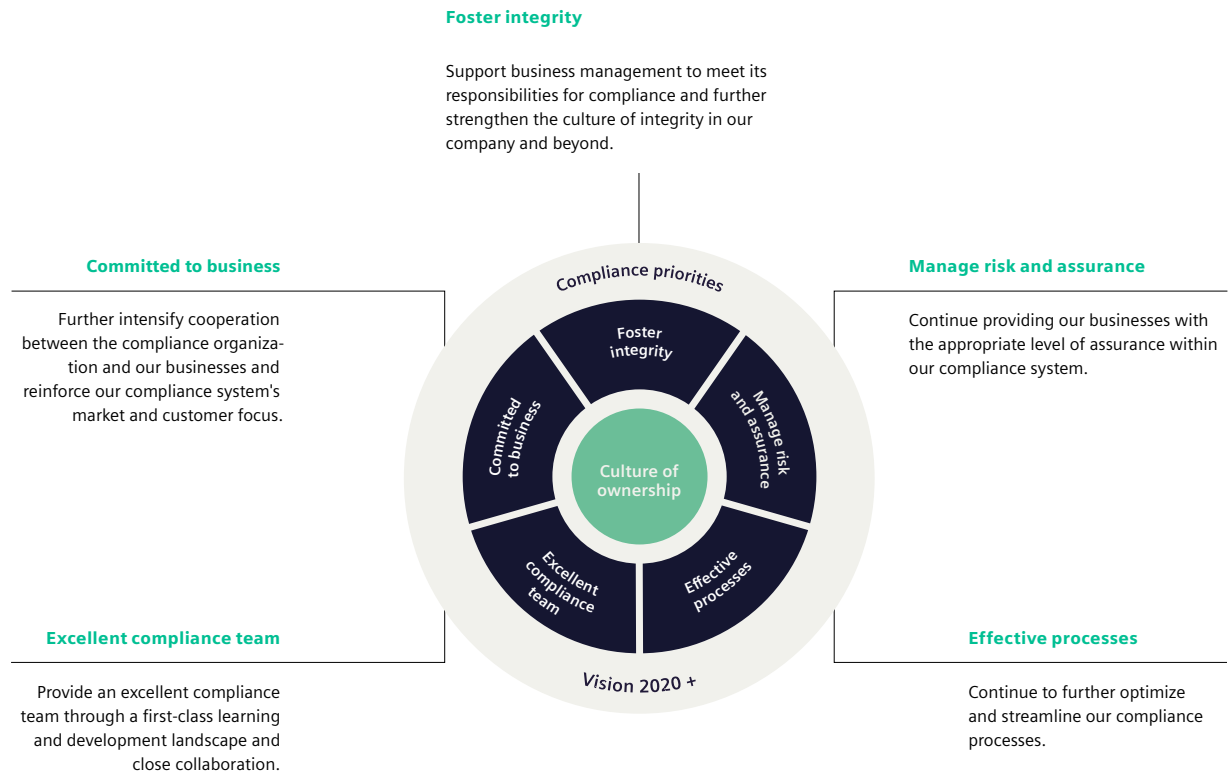 Foster integrity
Support business management to meet its
responsibilities for compliance and further
strengthen the culture of integrity in our
company and beyond.
Committed to business
Further intensify cooperation
between the compliance organiza-
tion and our businesses and
reinforce our compliance system's
market and customer focus.
Manage risk and assurance
Continue providing our businesses with
the appropriate level of assurance within
our compliance system.
Compliance priorities
Foster
integrity
Committed
to business
Manage risk
and assurance
Culture of
ownership
Excellent
compliance
team
Effective
processes
Vision 2020 +
Excellent compliance team
Provide an excellent compliance
team through a first-class learning
and development landscape and
close collaboration.
Effective processes
Continue to further optimize
and streamline our compliance
processes.